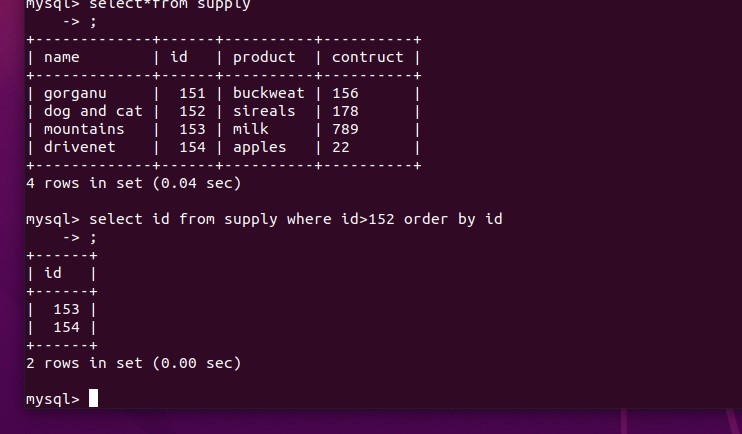 mysql> select*from supply
    -> ;
+-------------+------+----------+----------+
| name        | id   | product  | contruct |
+-------------+------+----------+----------+
| gorganu     |  151 | buckweat | 156      |
| dog and cat |  152 | sireals  | 178      |
| mountains   |  153 | milk     | 789      |
| drivenet    |  154 | apples   | 22       |
+-------------+------+----------+----------+
4 rows in set (0.04 sec)
mysql> select id from supply where id>152 order by id
    -> ;
+------+
| id   |
+------+
|  153 |
|  154 |
+------+
2 rows in set (0.00 sec)
mysql>